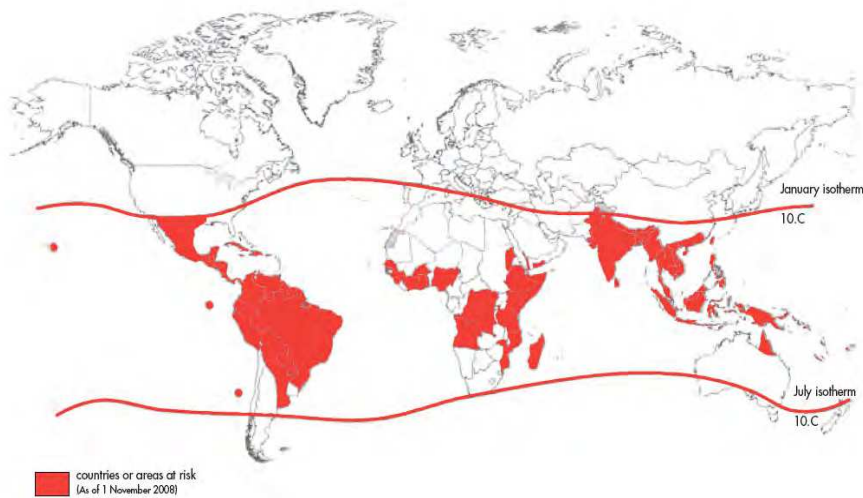 January isotherm
10.C
July isotherm
10.C
countries or areas at risk
(As of 1 November 2008)